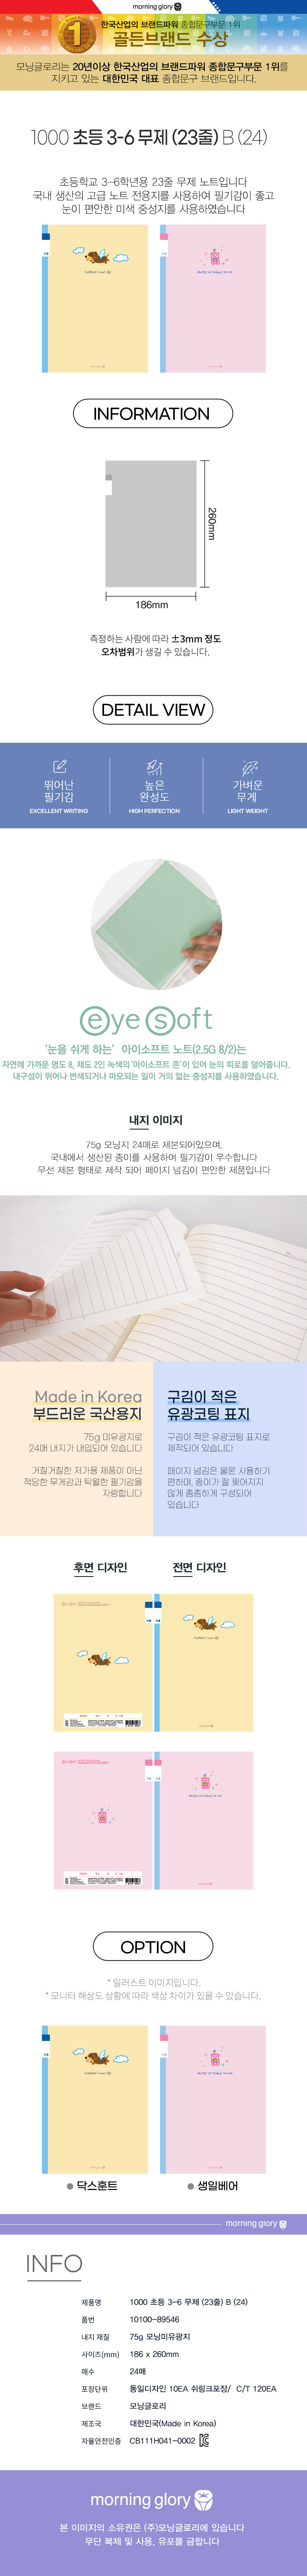 morning glory
한국산업의 브랜드파워 종합문구부문 1위
1
골든브랜드 수상
모닝글로리는 20년이상 한국산업의 브랜드파워 종합문구부문 1위를
지키고 있는 대한민국 대표 종합문구 브랜드입니다.
1000 초등 3-6 무제 (23줄) B (24)
초등학교 3-6학년용 23줄 무제 노트입니다
국내 생산의 고급 노트 전용지를 사용하여 필기감이 좋고
눈이 편안한 미색 중성지를 사용하였습니다
INFORMATION
260mm
186mm
측정하는 사람에 따라 ±3mm 정도
오차범위가 생길 수 있습니다.
DETAIL VIEW
뛰어난
필기감
EXCELLENT WRITING
높은
완성도
HIGH PERFECTION
가벼운
무게
LIGHT WEIGHT
eye soft
‘눈을 쉬게 하는’ 아이소프트 노트(2.5G 8/2)는
자연에 가까운 명도 8, 채도 2인 녹색의 ‘아이소프트 존’이 있어 눈의 피로를 덜어줍니다.
내구성이 뛰어나 변색되거나 마모되는 일이 거의 없는 중성지를 사용하였습니다.
내지 이미지
75g 모닝지 24매로 제본되어있으며,
국내에서 생산된 종이를 사용하여 필기감이 우수합니다
무선 제본 형태로 제작 되어 페이지 넘김이 편안한 제품입니다
Made in Korea
부드러운 국산용지
75g 미유광지로
24매 내지가 내입되어 있습니다
거칠거칠한 저가용 제품이 아닌
적당한 무게감과 탁월한 필기감을
자랑합니다
구김이 적은
유광코팅 표지
구김이 적은 유광코팅 표지로
제작되어 있습니다
페이지 넘김은 물론 사용하기
편하며, 종이가 잘 찢어지지
않게 촘촘하게 구성되어
있습니다
후면 디자인
전면 디자인
OPTION
* 일러스트 이미지입니다.
* 모니터 해상도 상황에 따라 색상 차이가 있을 수 있습니다.
닥스훈트
생일베어
morning glory
INFO
제품명 1000 초등 3-6 무제 (23줄) B (24)
품번 10100-89546
내지 재질 75g 모닝미유광지
사이즈(mm) 186 x 260mm
매수 24매
포장단위 동일디자인 10EA 쉬링크포장/ C/T 120EA
브랜드 모닝글로리
제조국 대한민국(Made in Korea)
자율안전인증 CB111H041-0002
morning glory
본 이미지의 소유권은 (주)모닝글로리에 있습니다
무단 복제 및 사용, 유포를 금합니다